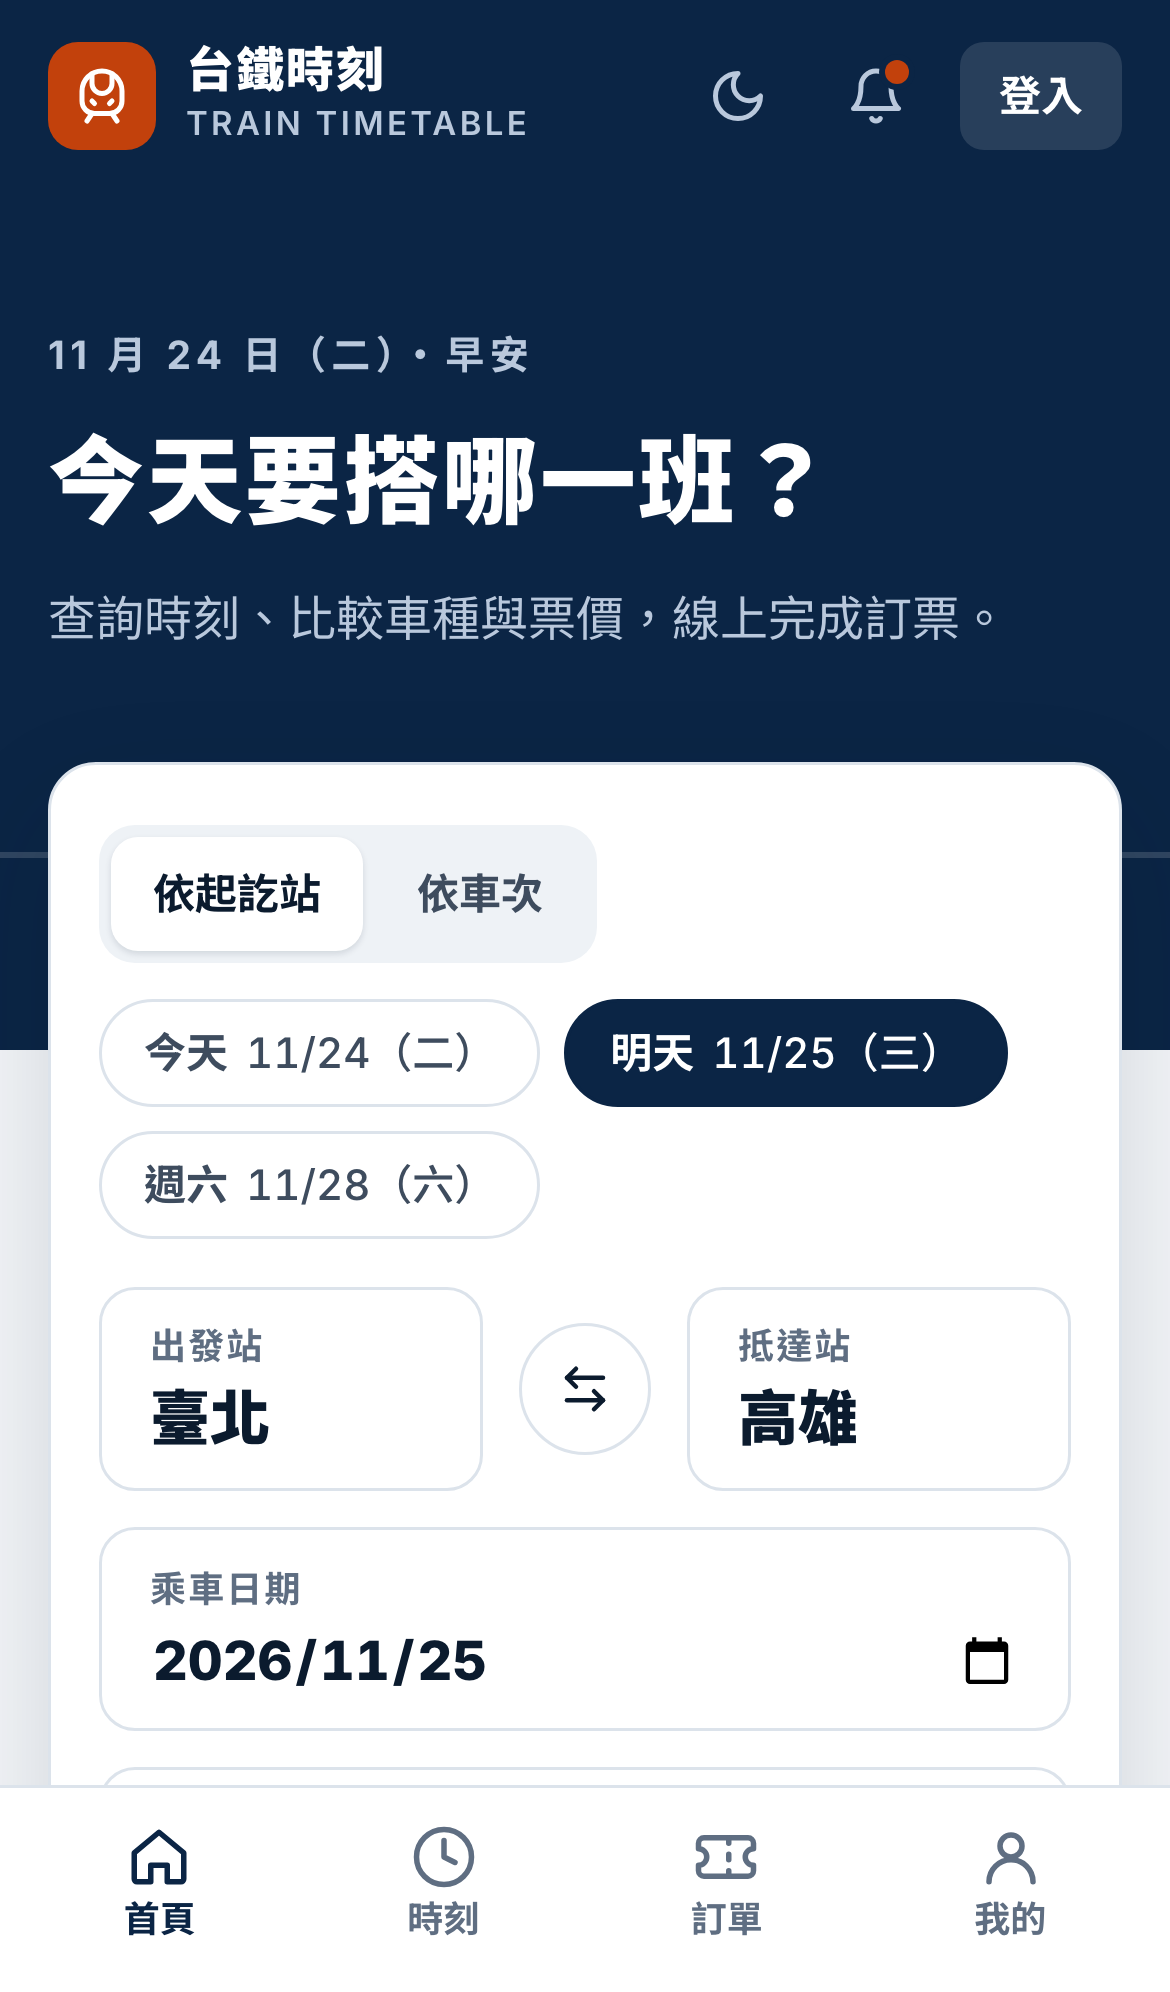 台鐵時刻
TRAIN TIMETABLE
登入
11 月 24 日（二）· 早安
今天要搭哪一班？
查詢時刻、比較車種與票價，線上完成訂票。
依起訖站 依車次
今天 11/24（二） 明天 11/25（三）
週六 11/28（六）
出發站 抵達站
臺北 高雄
乘車日期
2026/11/25
首頁 時刻 訂單 我的